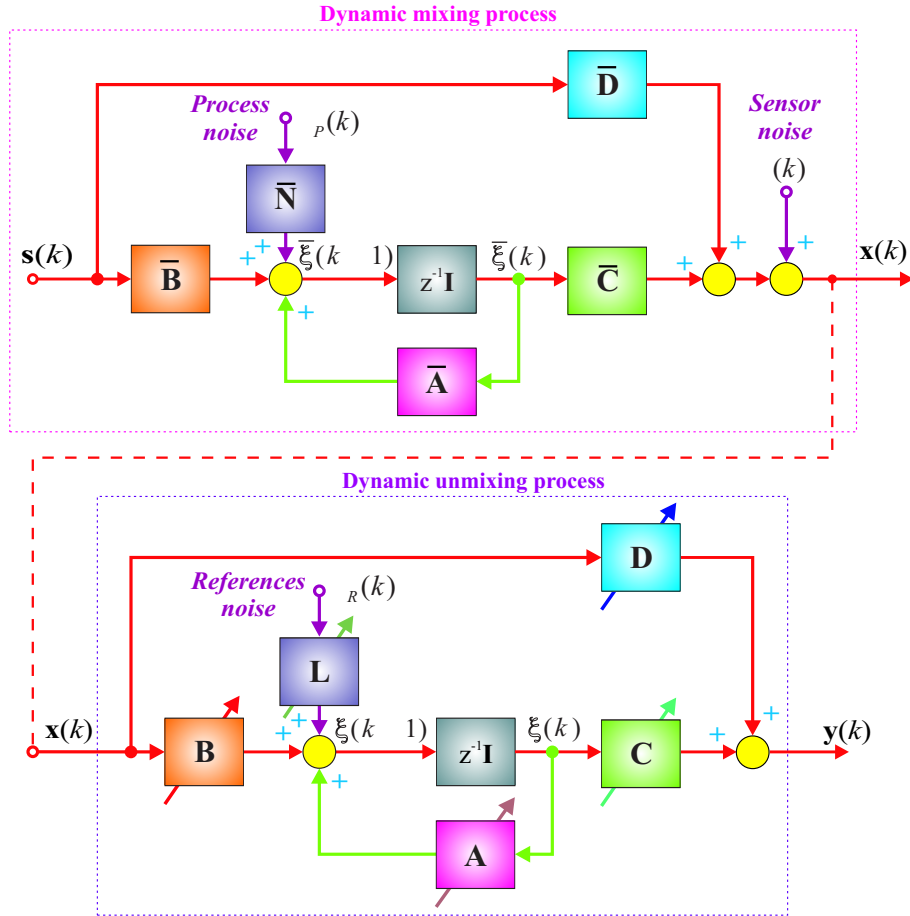 Dynamic mixing process
D̅
Process noise
P(k)
Sensor noise
(k)
N̅
+ + ξ̅(k 1) ξ̅(k)
s(k)
B̅
z⁻¹I
C̅
+ + +
x(k)
+
A̅
Dynamic unmixing process
D
References noise
R(k)
L
+ + ξ(k 1) ξ(k)
x(k)
B
z⁻¹I
C
+ +
y(k)
+
A